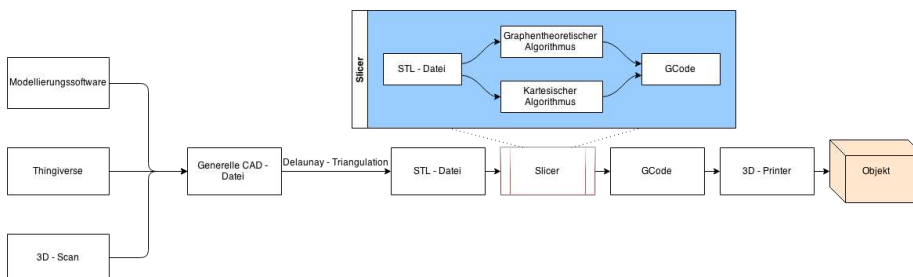 Slicer
Graphentheoretischer
Algorithmus
STL - Datei
GCode
Kartesischer
Algorithmus
Modellierungssoftware
Thingiverse
Generelle CAD -
Datei
Delaunay - Triangulation
STL - Datei
Slicer
GCode
3D - Printer
Objekt
3D - Scan